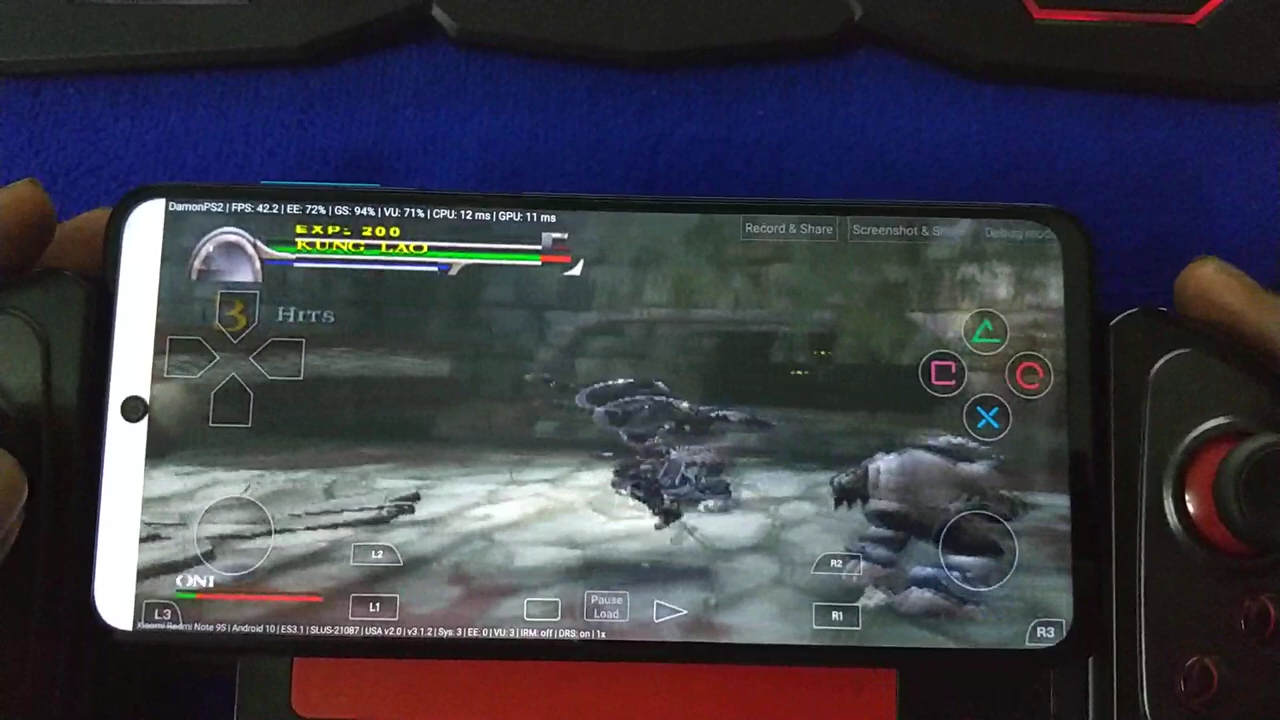 DamonPS2 | FPS: 42.2 | EE: 72% | GS: 94% | VU: 71% | CPU: 12 ms | GPU: 11 ms
Record & Share
Screenshot &
Debug
EXP- 200
KUNG LAO
3 Hits
ONI
L2
R2
L3
L1
Pause
Load
R1
R3
Xiaomi Redmi Note 9S | Android 10 | ES3.1 | SLUS-21087 | USA v2.0 | v3.1.2 | Sys: 3 | EE: 0 | VU: 3 | IRM: off | DRS: on | 1x